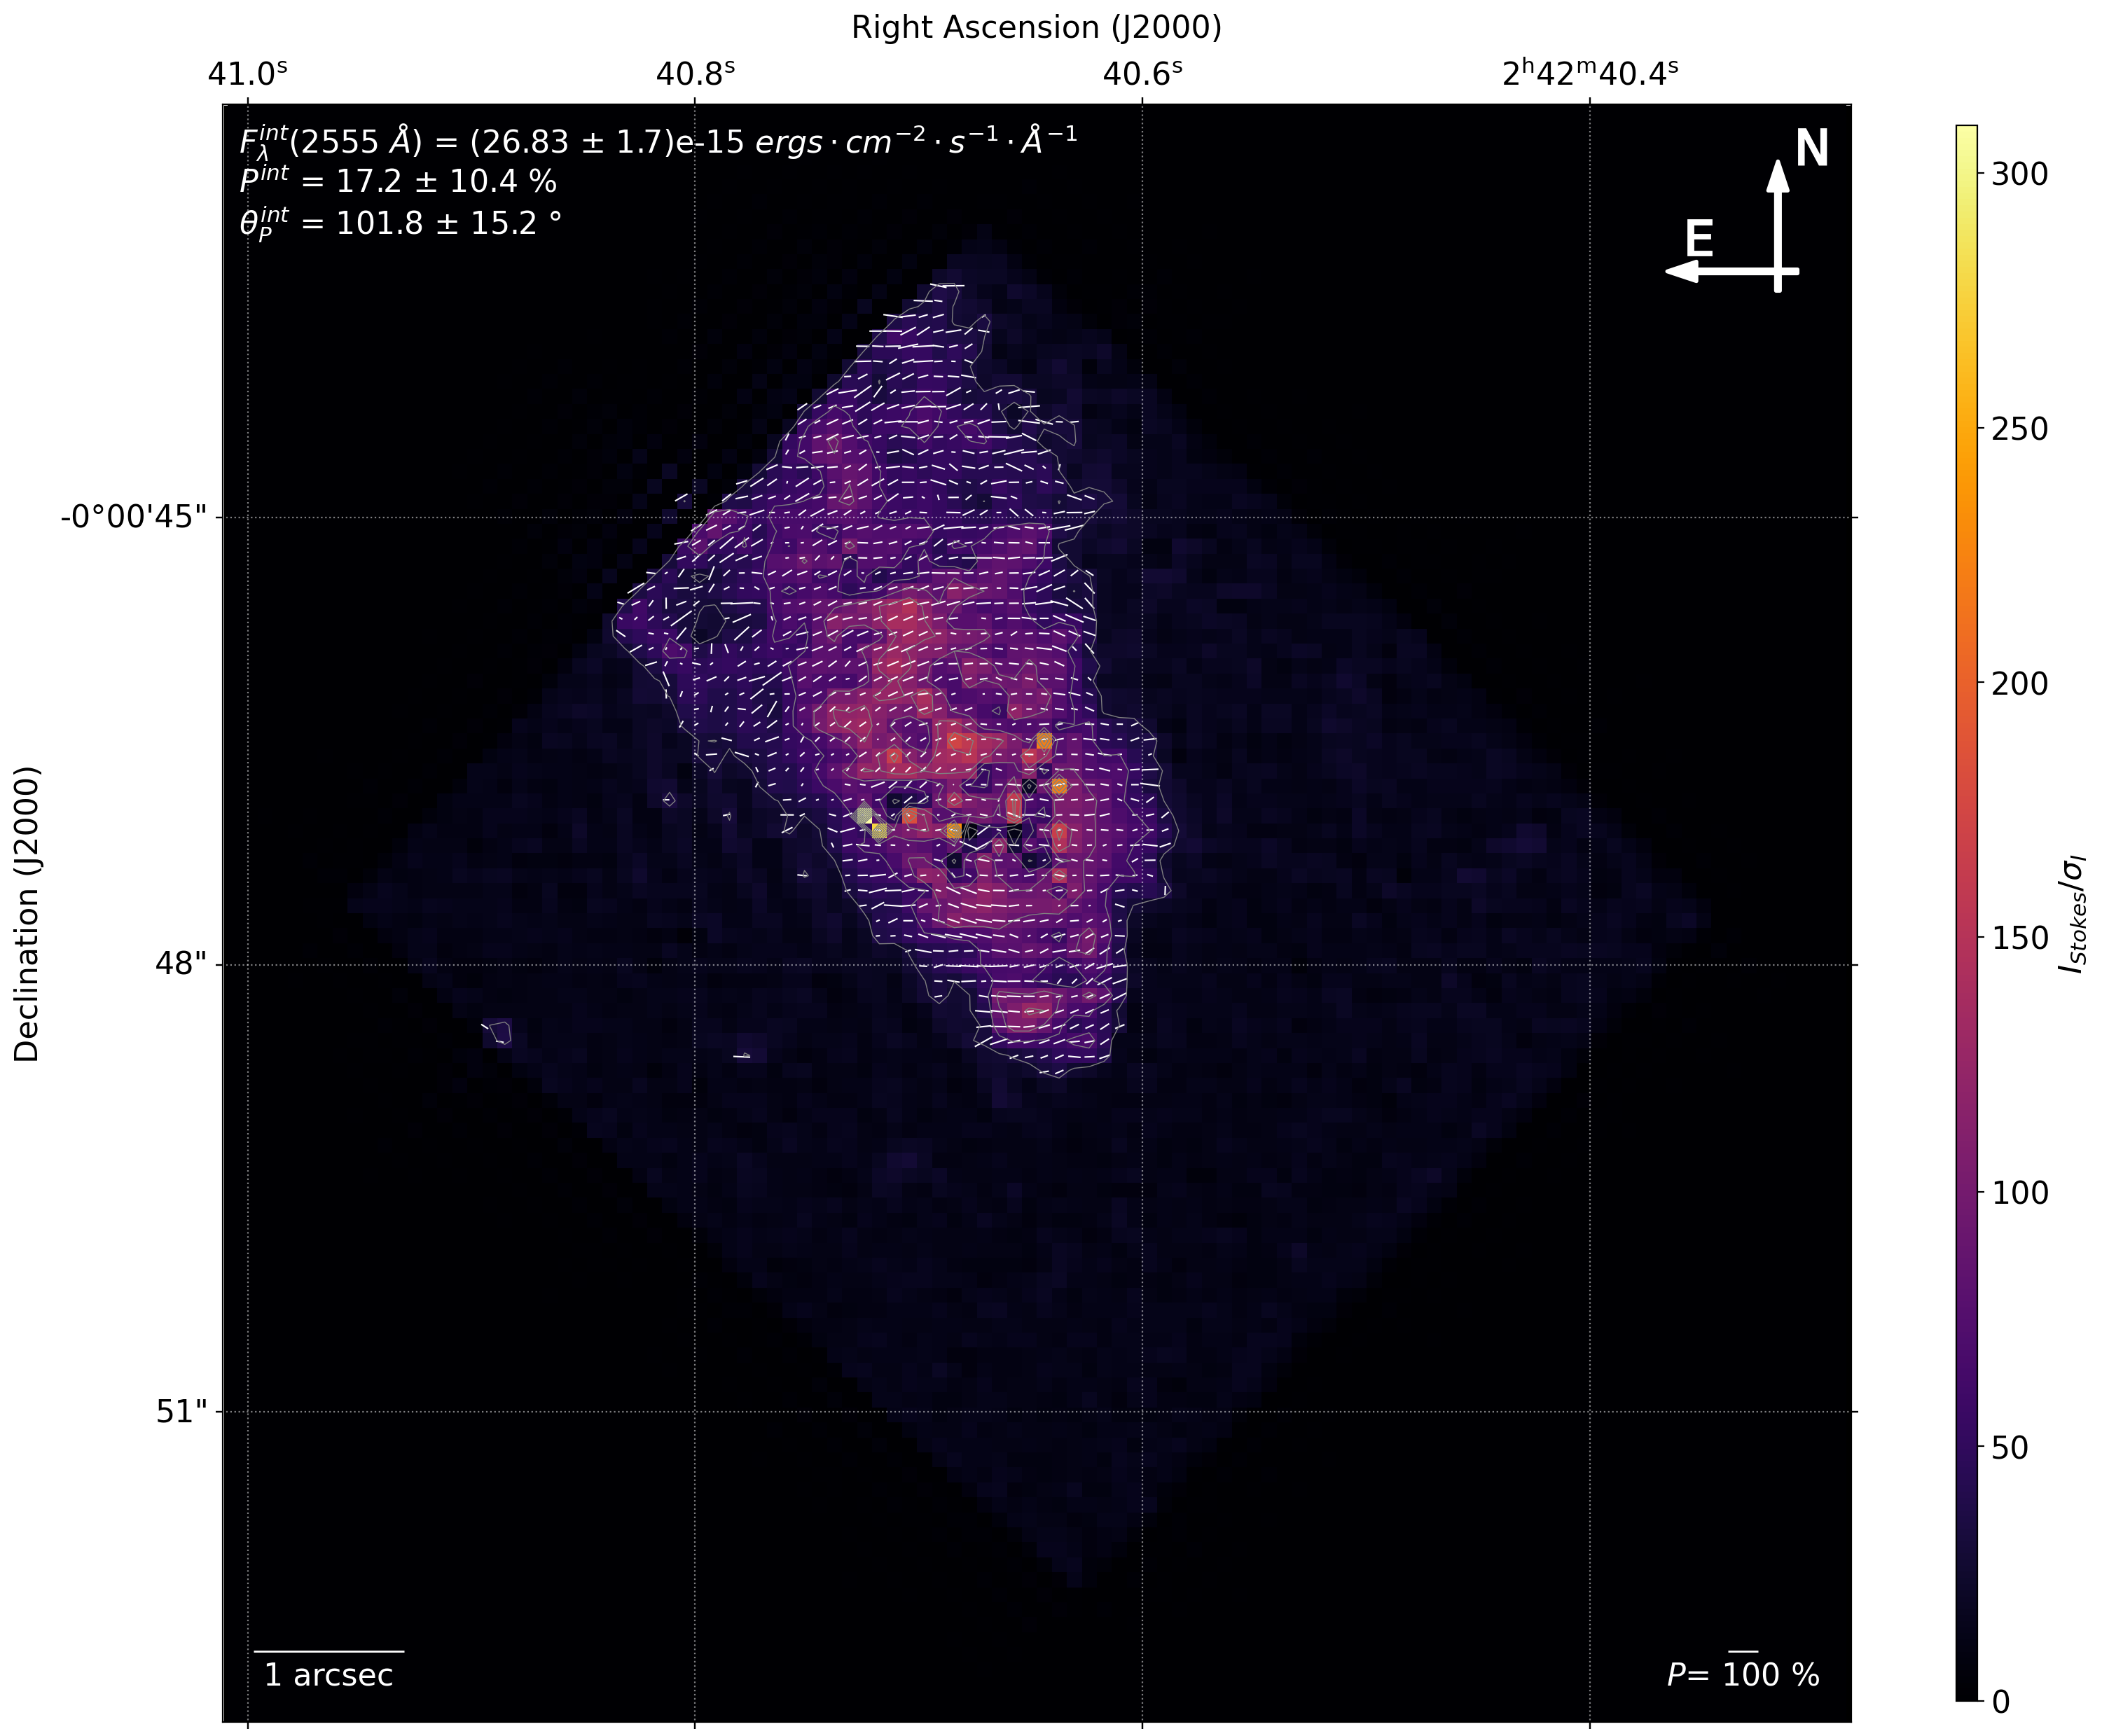 Right Ascension (J2000)
41.0ˢ 40.8ˢ 40.6ˢ 2ʰ42ᵐ40.4ˢ
F_λ^int(2555 Å) = (26.83 ± 1.7)e-15 ergs · cm⁻² · s⁻¹ · Å⁻¹
P^int = 17.2 ± 10.4 %
θ_P^int = 101.8 ± 15.2 °
N
E
-0°00'45"
48"
51"
Declination (J2000)
300
250
200
150
100
50
0
I_Stokes/σ_I
1 arcsec
P= 100 %